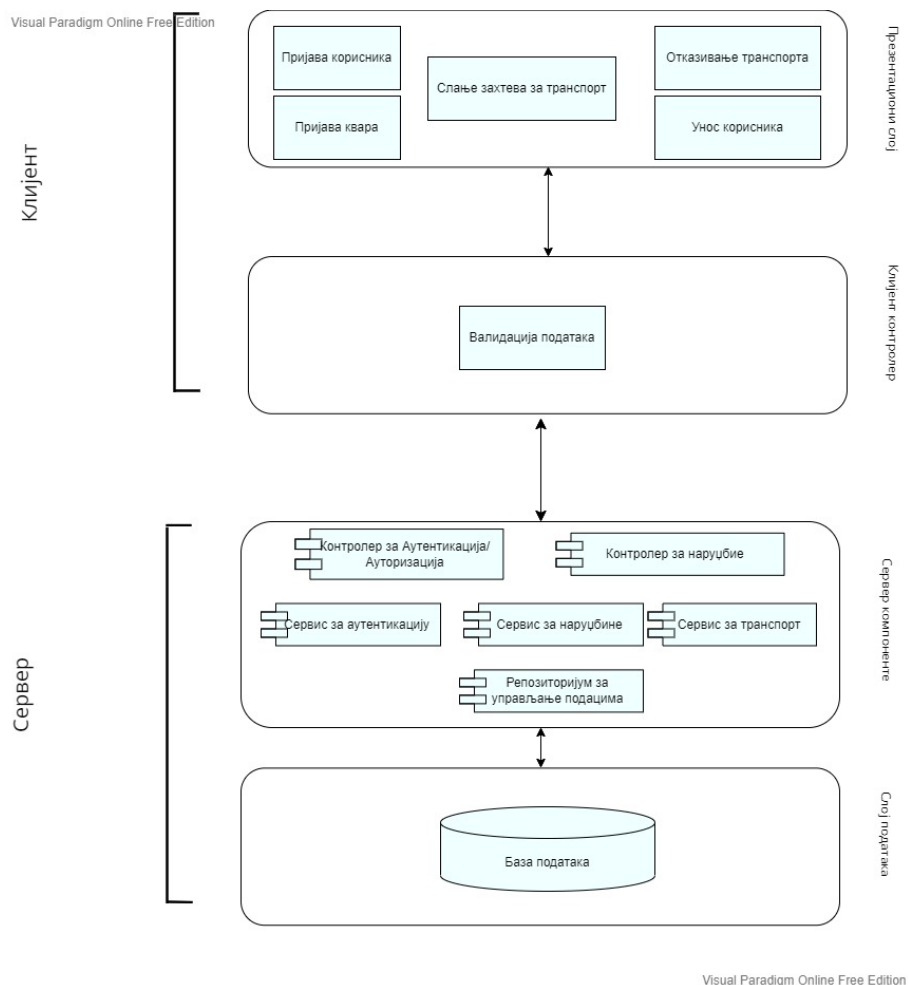 Visual Paradigm Online Free Edition
Клијент
Презентациони слој
Пријава корисника
Слање захтева за транспорт
Отказивање транспорта
Пријава квара
Унос корисника
Клијент контролер
Валидација података
Сервер
Сервер компоненте
Контролер за Аутентикација/
Ауторизација
Контролер за наруџбие
Сервис за аутентикацију
Сервис за наруџбине
Сервис за транспорт
Репозиторијум за
управљање подацима
Слој података
База података
Visual Paradigm Online Free Edition